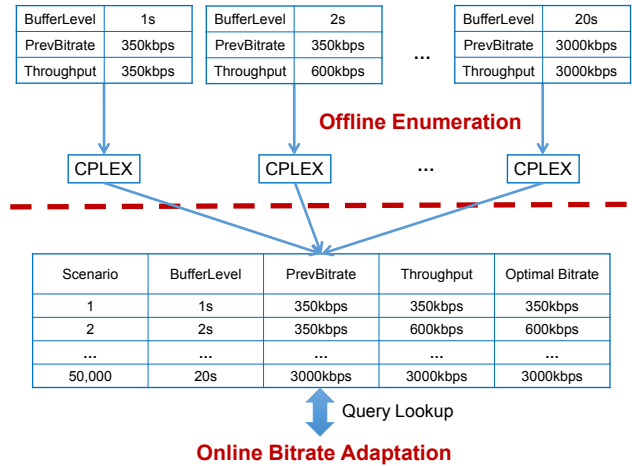 BufferLevel 1s BufferLevel 2s BufferLevel 20s
PrevBitrate 350kbps PrevBitrate 350kbps ... PrevBitrate 3000kbps
Throughput 350kbps Throughput 600kbps Throughput 3000kbps
Offline Enumeration
CPLEX CPLEX ... CPLEX
Scenario BufferLevel PrevBitrate Throughput Optimal Bitrate
1 1s 350kbps 350kbps 350kbps
2 2s 350kbps 600kbps 600kbps
... ... ... ... ...
50,000 20s 3000kbps 3000kbps 3000kbps
Query Lookup
Online Bitrate Adaptation